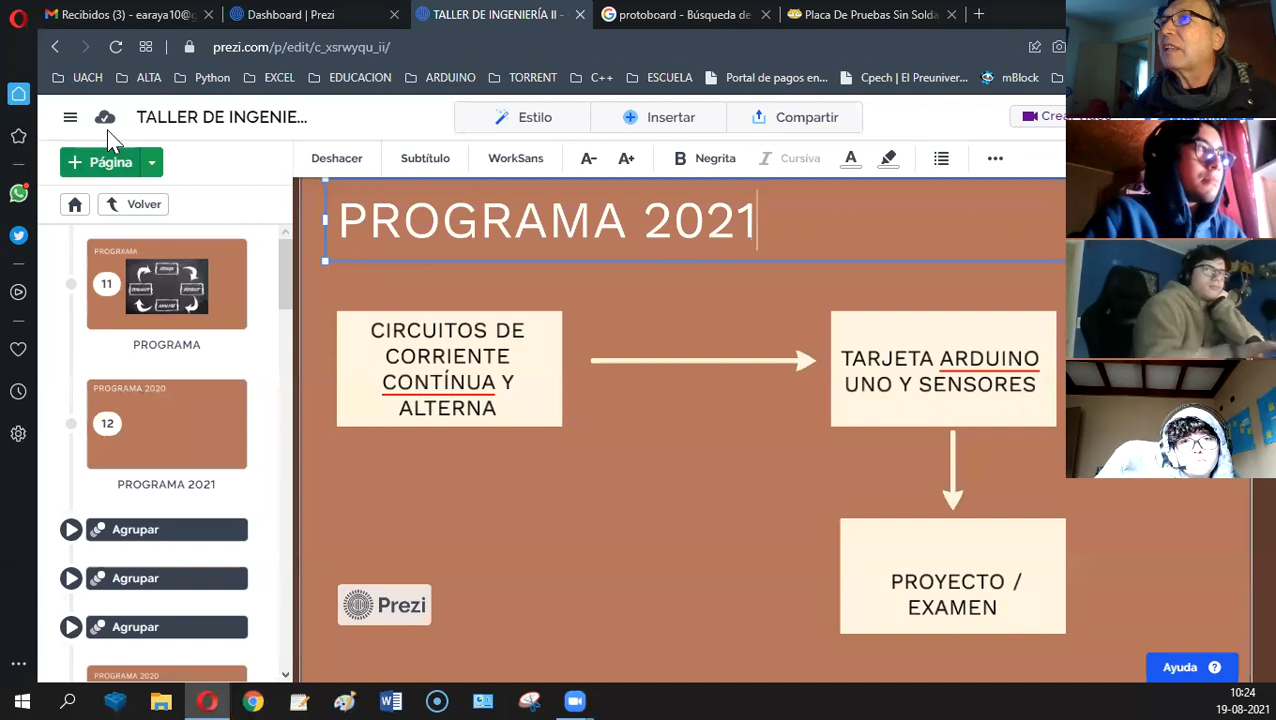 Recibidos (3) - earaya10@g
Dashboard | Prezi
TALLER DE INGENIERÍA II -
protoboard - Búsqueda de
Placa De Pruebas Sin Solda
prezi.com/p/edit/c_xsrwyqu_ii/
UACH
ALTA
Python
EXCEL
EDUCACION
ARDUINO
TORRENT
C++
ESCUELA
Portal de pagos en...
Cpech | El Preuniver...
mBlock
TALLER DE INGENIE...
Estilo
Insertar
Compartir
Página
Deshacer
Subtítulo
WorkSans
A-
A+
B Negrita
I Cursiva
A
Volver
PROGRAMA
11
PROGRAMA
PROGRAMA 2020
12
PROGRAMA 2021
Agrupar
Agrupar
Agrupar
PROGRAMA 2020
PROGRAMA 2021
CIRCUITOS DE
CORRIENTE
CONTÍNUA Y
ALTERNA
TARJETA ARDUINO
UNO Y SENSORES
PROYECTO /
EXAMEN
Prezi
Ayuda ?
10:24
19-08-2021